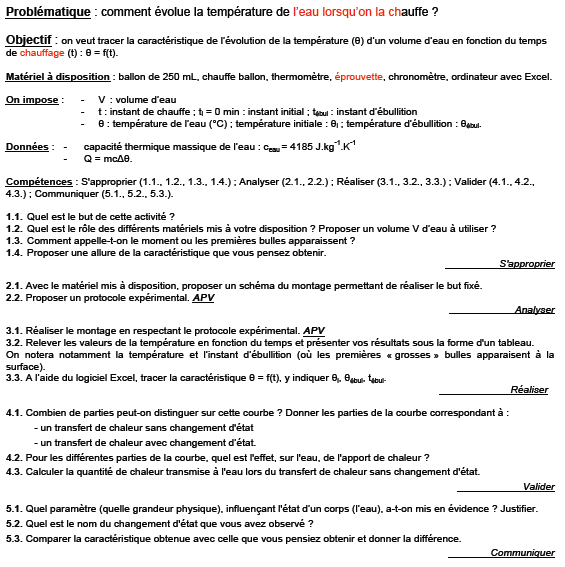 Problématique : comment évolue la température de l'eau lorsqu'on la chauffe ?
Objectif : on veut tracer la caractéristique de l'évolution de la température (θ) d'un volume d'eau en fonction du temps
de chauffage (t) : θ = f(t).
Matériel à disposition : ballon de 250 mL, chauffe ballon, thermomètre, éprouvette, chronomètre, ordinateur avec Excel.
On impose : - V : volume d'eau
- t : instant de chauffe ; tᵢ = 0 min : instant initial ; tébul : instant d'ébullition
- θ : température de l'eau (°C) ; température initiale : θᵢ ; température d'ébullition : θébul.
Données : - capacité thermique massique de l'eau : ceau = 4185 J.kg⁻¹.K⁻¹
- Q = mcΔθ.
Compétences : S'approprier (1.1., 1.2., 1.3., 1.4.) ; Analyser (2.1., 2.2.) ; Réaliser (3.1., 3.2., 3.3.) ; Valider (4.1., 4.2.,
4.3.) ; Communiquer (5.1., 5.2., 5.3.).
1.1. Quel est le but de cette activité ?
1.2. Quel est le rôle des différents matériels mis à votre disposition ? Proposer un volume V d'eau à utiliser ?
1.3. Comment appelle-t-on le moment ou les premières bulles apparaissent ?
1.4. Proposer une allure de la caractéristique que vous pensez obtenir.
S'approprier
2.1. Avec le matériel mis à disposition, proposer un schéma du montage permettant de réaliser le but fixé.
2.2. Proposer un protocole expérimental. APV
Analyser
3.1. Réaliser le montage en respectant le protocole expérimental. APV
3.2. Relever les valeurs de la température en fonction du temps et présenter vos résultats sous la forme d'un tableau.
On notera notamment la température et l'instant d'ébullition (où les premières « grosses » bulles apparaisent à la
surface).
3.3. A l'aide du logiciel Excel, tracer la caractéristique θ = f(t), y indiquer θᵢ, θébul, tébul.
Réaliser
4.1. Combien de parties peut-on distinguer sur cette courbe ? Donner les parties de la courbe correspondant à :
- un transfert de chaleur sans changement d'état
- un transfert de chaleur avec changement d'état.
4.2. Pour les différentes parties de la courbe, quel est l'effet, sur l'eau, de l'apport de chaleur ?
4.3. Calculer la quantité de chaleur transmise à l'eau lors du transfert de chaleur sans changement d'état.
Valider
5.1. Quel paramètre (quelle grandeur physique), influençant l'état d'un corps (l'eau), a-t-on mis en évidence ? Justifier.
5.2. Quel est le nom du changement d'état que vous avez observé ?
5.3. Comparer la caractéristique obtenue avec celle que vous pensiez obtenir et donner la différence.
Communiquer